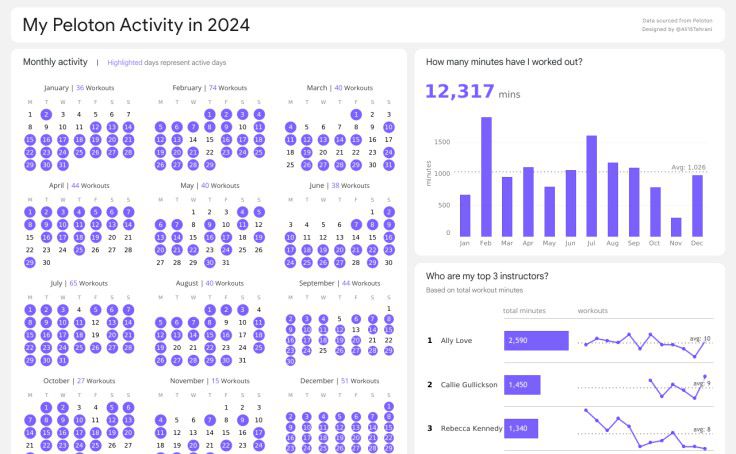 My Peloton Activity in 2024
Data sourced from Peloton
Designed by @Ali16Tehrani
Monthly activity | Highlighted days represent active days
January | 36 Workouts
M T W T F S S
1 2 3 4 5 6 7
8 9 10 11 12 13 14
15 16 17 18 19 20 21
22 23 24 25 26 27 28
29 30 31
February | 74 Workouts
M T W T F S S
1 2 3 4
5 6 7 8 9 10 11
12 13 14 15 16 17 18
19 20 21 22 23 24 25
26 27 28 29
March | 40 Workouts
M T W T F S S
1 2 3
4 5 6 7 8 9 10
11 12 13 14 15 16 17
18 19 20 21 22 23 24
25 26 27 28 29 30 31
April | 44 Workouts
M T W T F S S
1 2 3 4 5 6 7
8 9 10 11 12 13 14
15 16 17 18 19 20 21
22 23 24 25 26 27 28
29 30
May | 40 Workouts
M T W T F S S
1 2 3 4 5
6 7 8 9 10 11 12
13 14 15 16 17 18 19
20 21 22 23 24 25 26
27 28 29 30 31
June | 38 Workouts
M T W T F S S
1 2
3 4 5 6 7 8 9
10 11 12 13 14 15 16
17 18 19 20 21 22 23
24 25 26 27 28 29 30
July | 65 Workouts
M T W T F S S
1 2 3 4 5 6 7
8 9 10 11 12 13 14
15 16 17 18 19 20 21
22 23 24 25 26 27 28
29 30 31
August | 40 Workouts
M T W T F S S
1 2 3 4
5 6 7 8 9 10 11
12 13 14 15 16 17 18
19 20 21 22 23 24 25
26 27 28 29 30 31
September | 44 Workouts
M T W T F S S
1
2 3 4 5 6 7 8
9 10 11 12 13 14 15
16 17 18 19 20 21 22
23 24 25 26 27 28 29
30
October | 27 Workouts
M T W T F S S
1 2 3 4 5 6
7 8 9 10 11 12 13
14 15 16 17 18 19 20
21 22 23 24 25 26 27
November | 15 Workouts
M T W T F S S
1 2 3
4 5 6 7 8 9 10
11 12 13 14 15 16 17
18 19 20 21 22 23 24
December | 51 Workouts
M T W T F S S
1
2 3 4 5 6 7 8
9 10 11 12 13 14 15
16 17 18 19 20 21 22
23 24 25 26 27 28 29
How many minutes have I worked out?
12,317 mins
minutes
1500
1000
500
0
Avg: 1,026
Jan Feb Mar Apr May Jun Jul Aug Sep Oct Nov Dec
Who are my top 3 instructors?
Based on total workout minutes
total minutes workouts
1 Ally Love 2,590 avg: 10
2 Callie Gullickson 1,450 avg: 9
3 Rebecca Kennedy 1,340 avg: 8